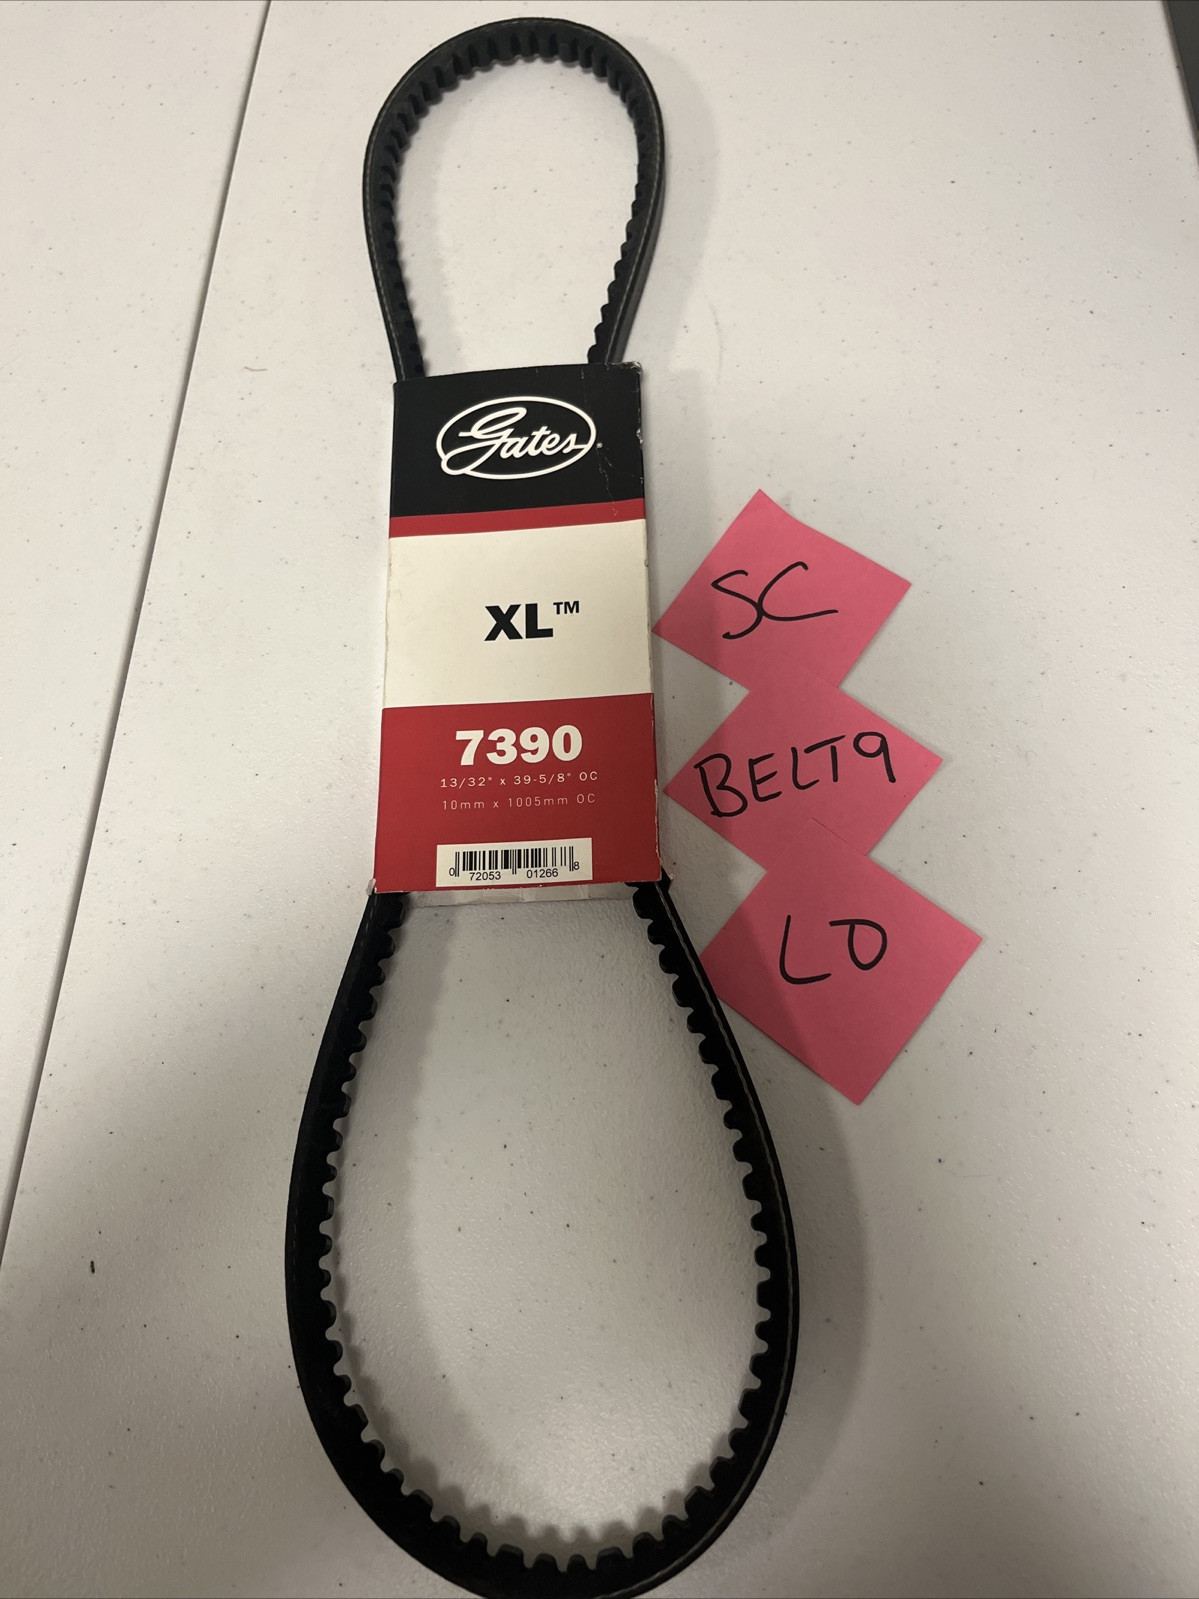 Gates
XL™
7390
13/32" x 39-5/8" OC
10mm x 1005mm OC
0 72053 01266 8
SC
BELT9
LO